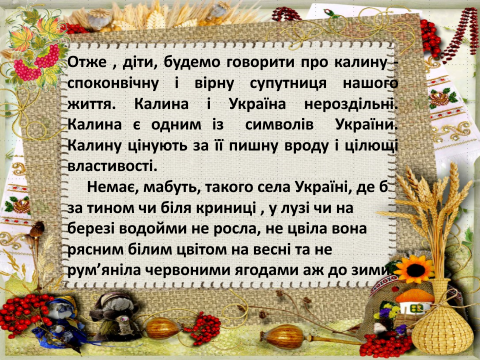 Отже , діти, будемо говорити про калину -
споконвічну і вірну супутниця нашого
життя. Калина і Україна нероздільні.
Калина є одним із символів України.
Калину цінують за її пишну вроду і цілющі
властивості.
Немає, мабуть, такого села Україні, де б
за тином чи біля криниці , у лузі чи на
березі водойми не росла, не цвіла вона
рясним білим цвітом на весні та не
рум’яніла червоними ягодами аж до зими.